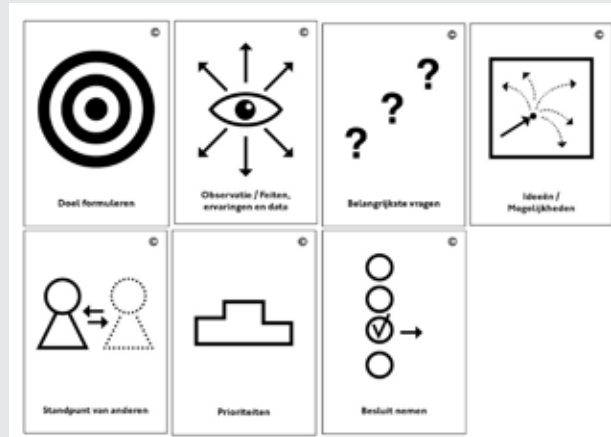 ©
©
©
©
Doel formuleren
Observatie / Feiten,
ervaringen en data
? ? ?
Belangrijkste vragen
Ideeën /
Mogelijkheden
©
©
©
Standpunt van anderen
Prioriteiten
Besluit nemen